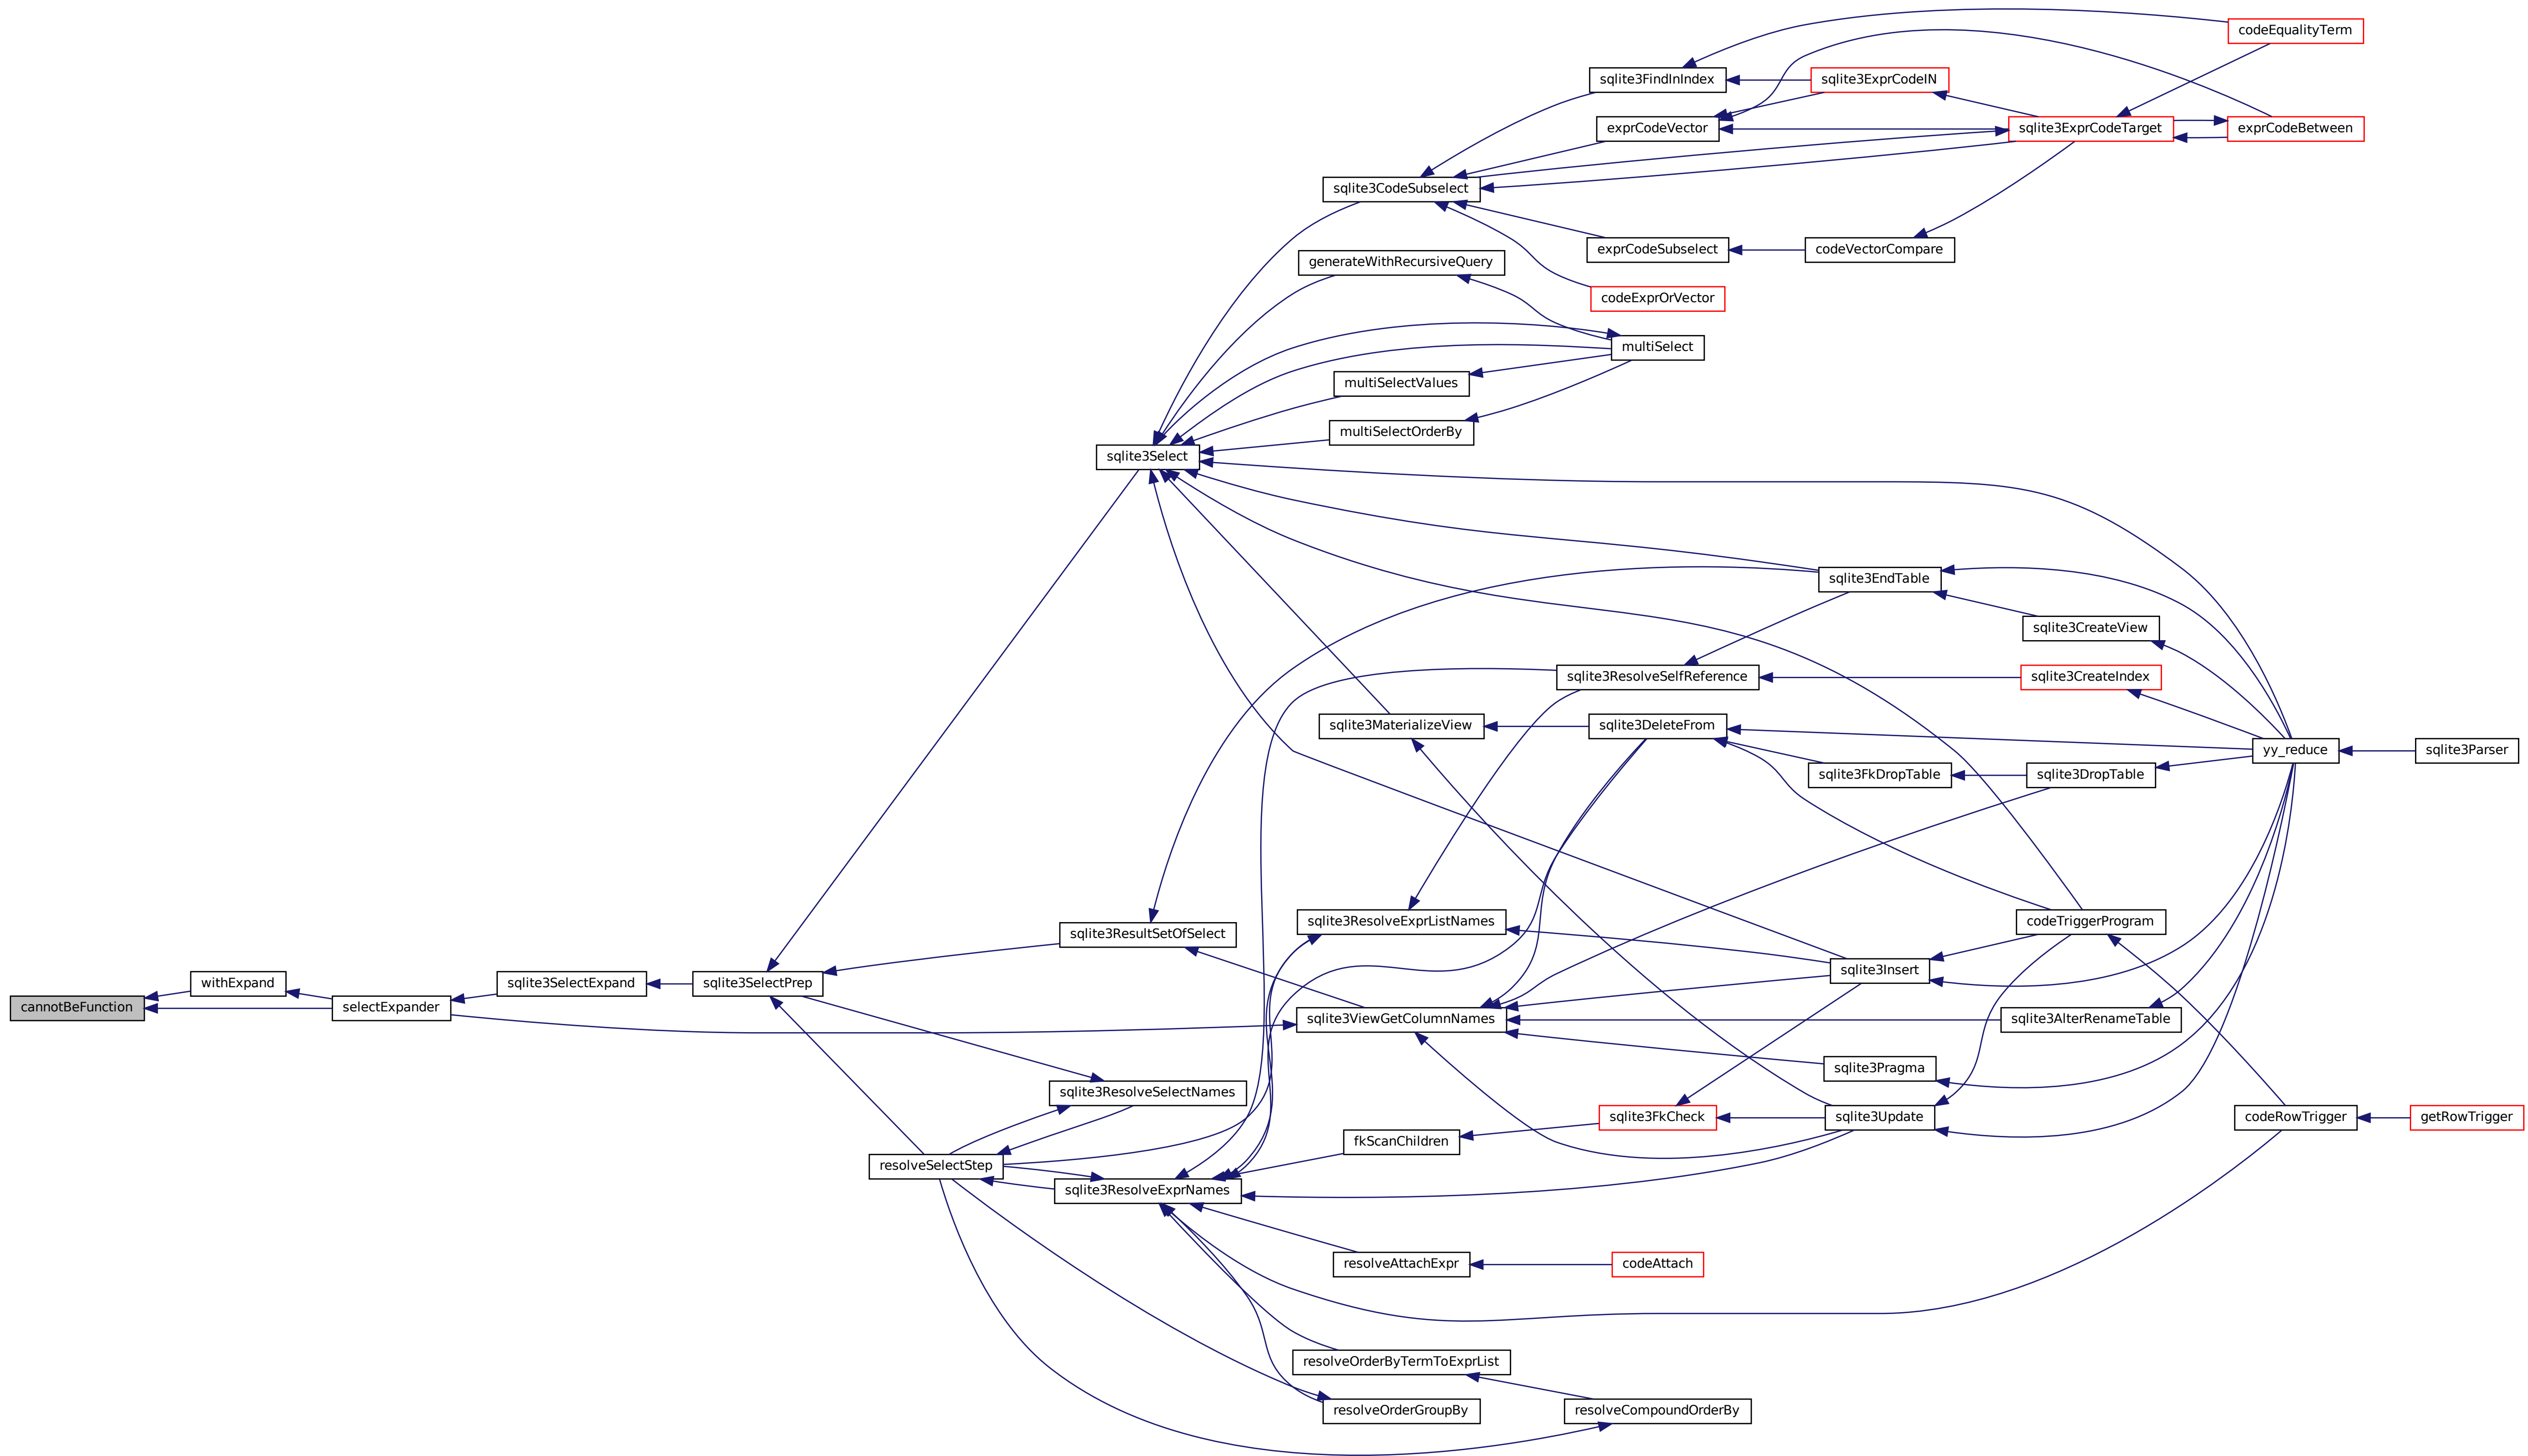 codeEqualityTerm
sqlite3FindInIndex
sqlite3ExprCodeIN
exprCodeVector
sqlite3ExprCodeTarget
exprCodeBetween
sqlite3CodeSubselect
exprCodeSubselect
codeVectorCompare
generateWithRecursiveQuery
codeExprOrVector
multiSelect
multiSelectValues
multiSelectOrderBy
sqlite3Select
sqlite3EndTable
sqlite3CreateView
sqlite3ResolveSelfReference
sqlite3CreateIndex
sqlite3MaterializeView
sqlite3DeleteFrom
yy_reduce
sqlite3Parser
sqlite3FkDropTable
sqlite3DropTable
sqlite3ResolveExprListNames
codeTriggerProgram
sqlite3ResultSetOfSelect
sqlite3Insert
withExpand
sqlite3SelectExpand
sqlite3SelectPrep
cannotBeFunction
selectExpander
sqlite3ViewGetColumnNames
sqlite3AlterRenameTable
sqlite3Pragma
sqlite3ResolveSelectNames
sqlite3FkCheck
sqlite3Update
codeRowTrigger
getRowTrigger
fkScanChildren
resolveSelectStep
sqlite3ResolveExprNames
resolveAttachExpr
codeAttach
resolveOrderByTermToExprList
resolveOrderGroupBy
resolveCompoundOrderBy